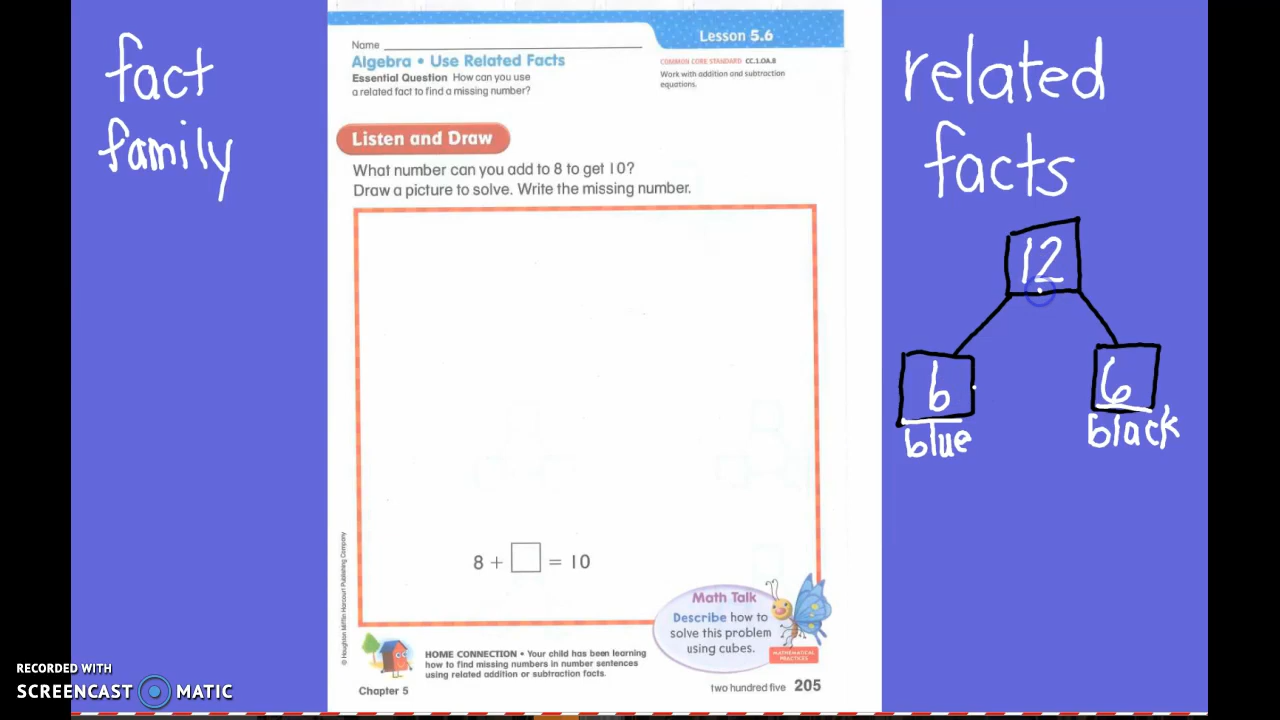 fact
family
Name
Lesson 5.6
Algebra • Use Related Facts
Essential Question How can you use
a related fact to find a missing number?
COMMON CORE STANDARD CC.1.OA.8
Work with addition and subtraction
equations.
Listen and Draw
What number can you add to 8 to get 10?
Draw a picture to solve. Write the missing number.
8 + = 10
Math Talk
Describe how to
solve this problem
using cubes.
MATHEMATICAL
PRACTICES
© Houghton Mifflin Harcourt Publishing Company
HOME CONNECTION • Your child has been learning
how to find missing numbers in number sentences
using related addition or subtraction facts.
Chapter 5
two hundred five 205
related
facts
12
6 6
blue black
RECORDED WITH
SCREENCAST MATIC